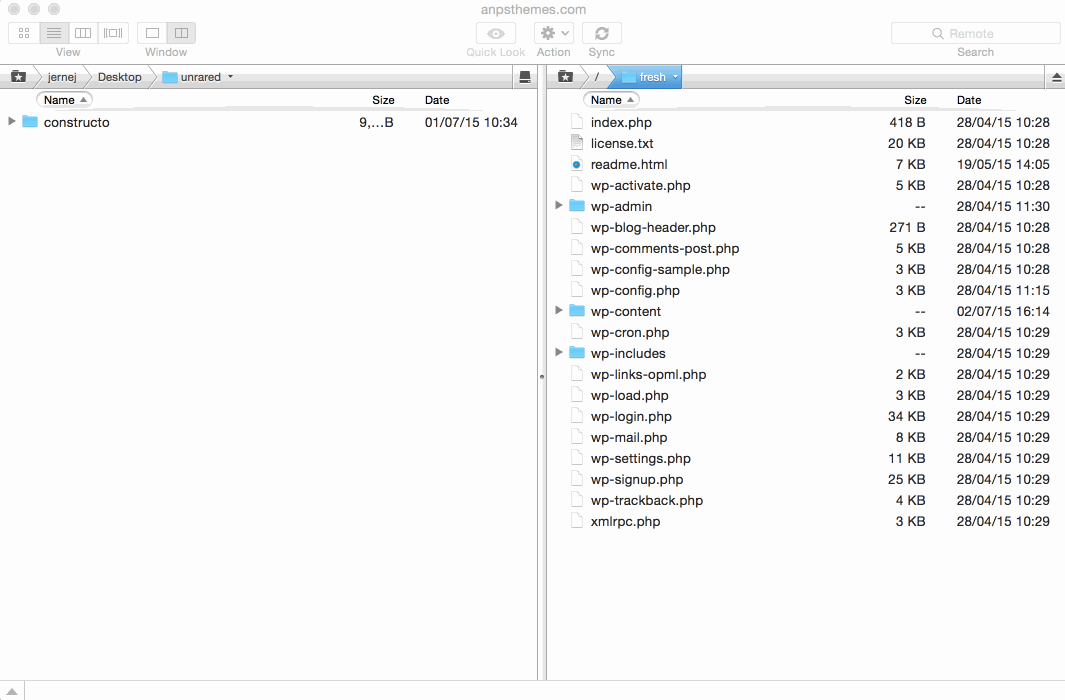 anpsthemes.com
View Window Quick Look Action Sync Remote Search
jernej Desktop unrared
Name Size Date
constructo 9,...B 01/07/15 10:34
/ fresh
Name Size Date
index.php 418 B 28/04/15 10:28
license.txt 20 KB 28/04/15 10:28
readme.html 7 KB 19/05/15 14:05
wp-activate.php 5 KB 28/04/15 10:28
wp-admin -- 28/04/15 11:30
wp-blog-header.php 271 B 28/04/15 10:28
wp-comments-post.php 5 KB 28/04/15 10:28
wp-config-sample.php 3 KB 28/04/15 10:28
wp-config.php 3 KB 28/04/15 11:15
wp-content -- 02/07/15 16:14
wp-cron.php 3 KB 28/04/15 10:29
wp-includes -- 28/04/15 10:29
wp-links-opml.php 2 KB 28/04/15 10:29
wp-load.php 3 KB 28/04/15 10:29
wp-login.php 34 KB 28/04/15 10:29
wp-mail.php 8 KB 28/04/15 10:29
wp-settings.php 11 KB 28/04/15 10:29
wp-signup.php 25 KB 28/04/15 10:29
wp-trackback.php 4 KB 28/04/15 10:29
xmlrpc.php 3 KB 28/04/15 10:29